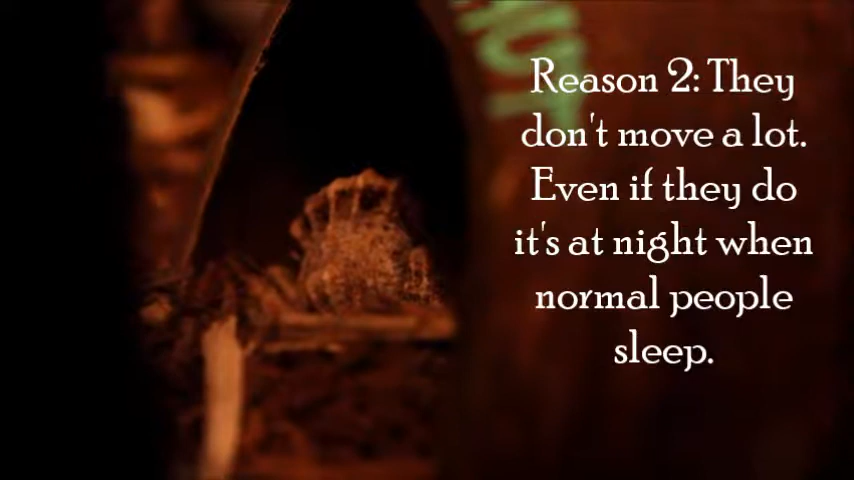 Reason 2: They
don't move a lot.
Even if they do
it's at night when
normal people
sleep.